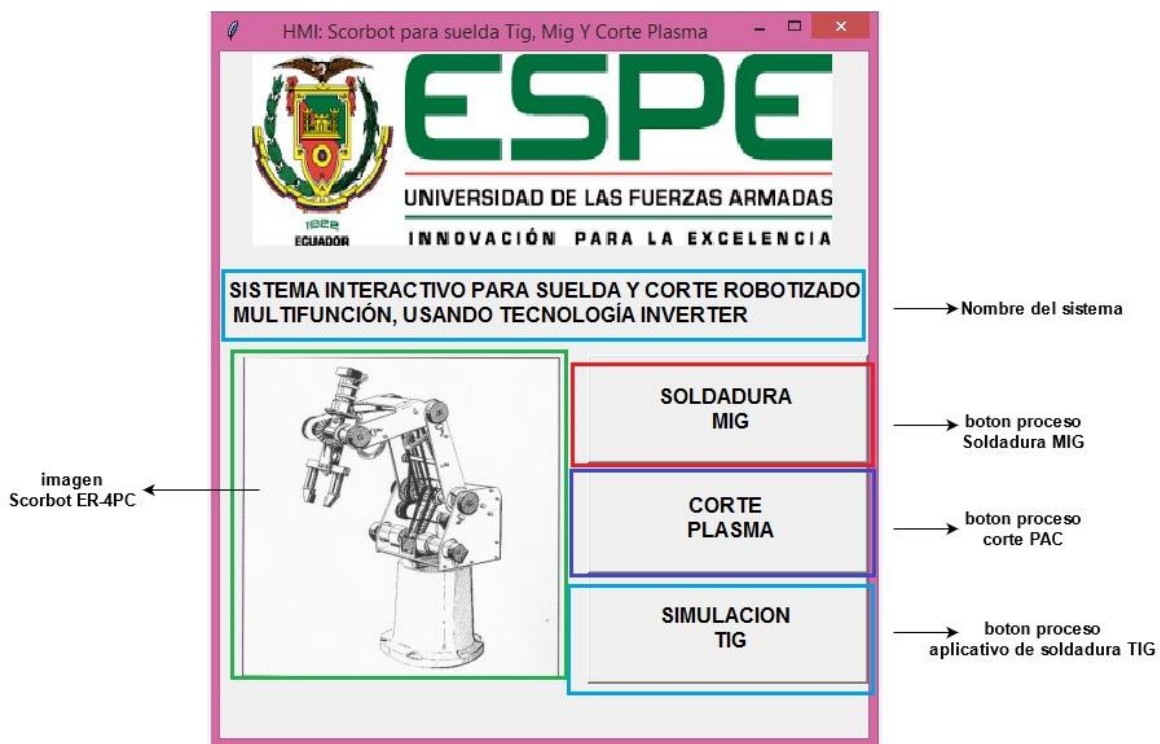 HMI: Scorbot para suelda Tig, Mig Y Corte Plasma
ESPE
UNIVERSIDAD DE LAS FUERZAS ARMADAS
INNOVACIÓN PARA LA EXCELENCIA
1922
ECUADOR
SISTEMA INTERACTIVO PARA SUELDA Y CORTE ROBOTIZADO
MULTIFUNCIÓN, USANDO TECNOLOGÍA INVERTER
Nombre del sistema
SOLDADURA
MIG
boton proceso
Soldadura MIG
imagen
Scorbot ER-4PC
CORTE
PLASMA
boton proceso
corte PAC
SIMULACION
TIG
boton proceso
aplicativo de soldadura TIG